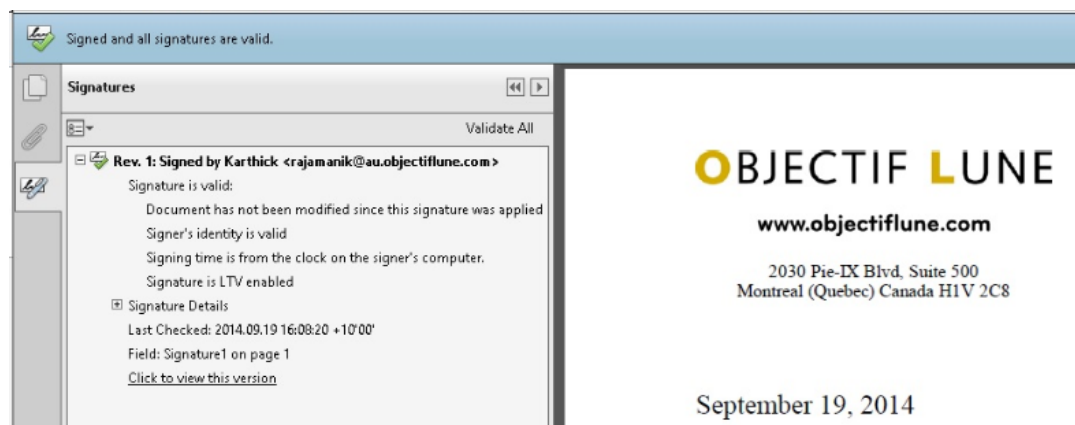 Signed and all signatures are valid.
Signatures
Validate All
Rev. 1: Signed by Karthick <rajamanik@au.objectiflune.com>
Signature is valid:
Document has not been modified since this signature was applied
Signer's identity is valid
Signing time is from the clock on the signer's computer.
Signature is LTV enabled
Signature Details
Last Checked: 2014.09.19 16:08:20 +10'00'
Field: Signature1 on page 1
Click to view this version
OBJECTIF LUNE
www.objectiflune.com
2030 Pie-IX Blvd, Suite 500
Montreal (Quebec) Canada H1V 2C8
September 19, 2014